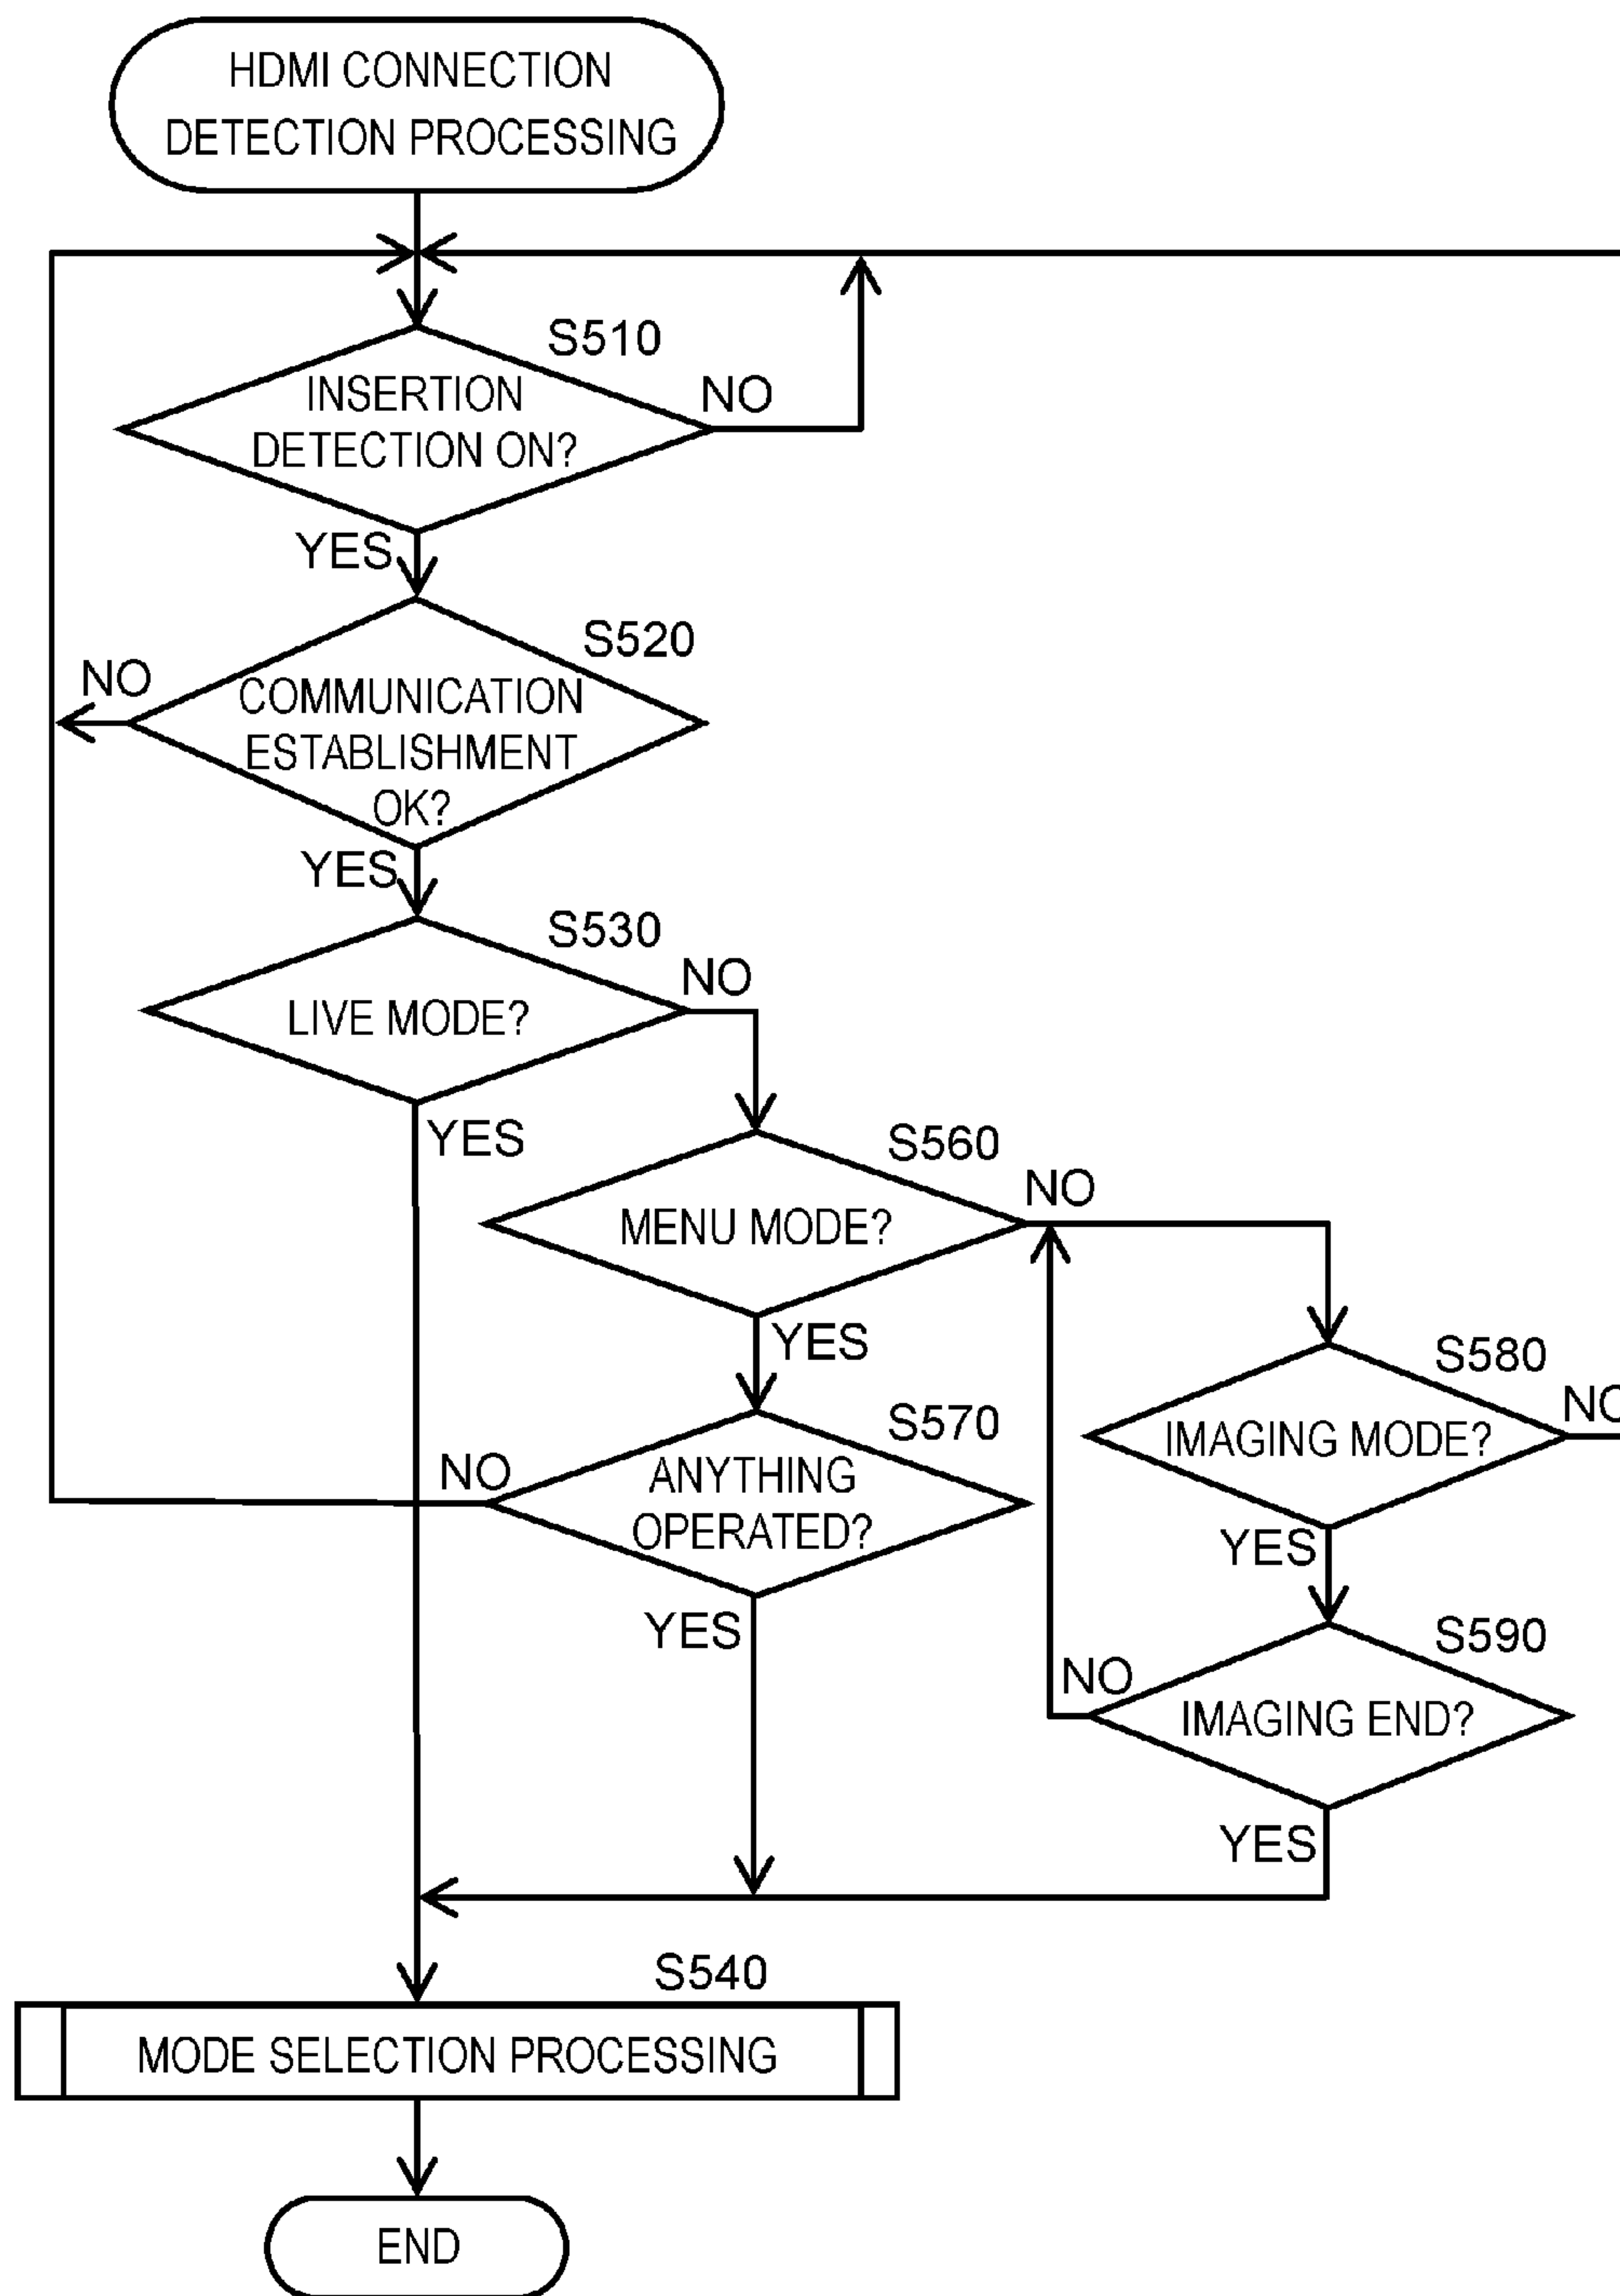 HDMI CONNECTION
DETECTION PROCESSING
S510
INSERTION
DETECTION ON?
NO
YES
S520
NO
COMMUNICATION
ESTABLISHMENT
OK?
YES
S530
NO
LIVE MODE?
YES
S560
NO
MENU MODE?
YES
S580
NO
IMAGING MODE?
S570
NO
ANYTHING
OPERATED?
YES
YES
S590
NO
IMAGING END?
YES
S540
MODE SELECTION PROCESSING
END